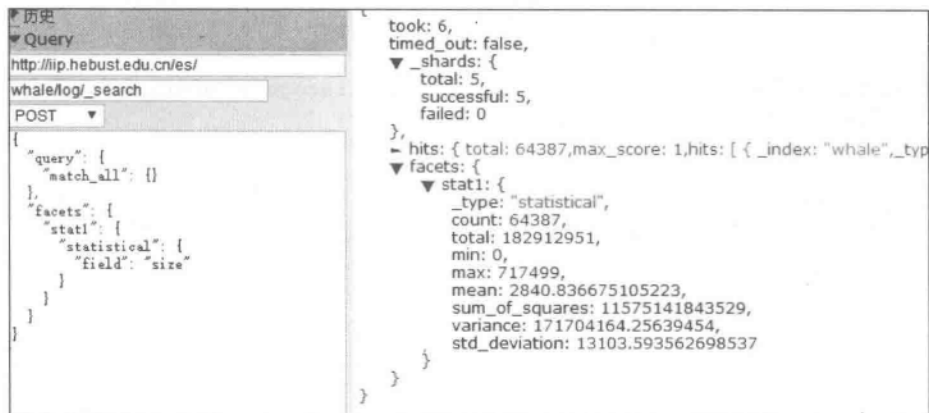 历史
Query
http://iip.hebust.edu.cn/es/
whale/log/_search
POST
{
"query": {
"match_all": {}
},
"facets": {
"stat1": {
"statistical": {
"field": "size"
}
}
}
}
{
took: 6,
timed_out: false,
_shards: {
total: 5,
successful: 5,
failed: 0
},
hits: { total: 64387,max_score: 1,hits: [ { _index: "whale",_typ
facets: {
stat1: {
_type: "statistical",
count: 64387,
total: 182912951,
min: 0,
max: 717499,
mean: 2840.836675105223,
sum_of_squares: 11575141843529,
variance: 171704164.25639454,
std_deviation: 13103.593562698537
}
}
}